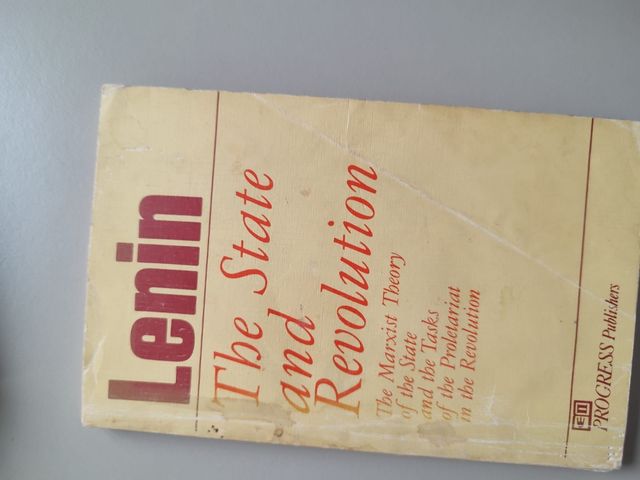 Lenin
The State
and
Revolution
The Marxist Theory
of the State
and the Tasks
of the Proletariat
in the Revolution
PROGRESS Publishers